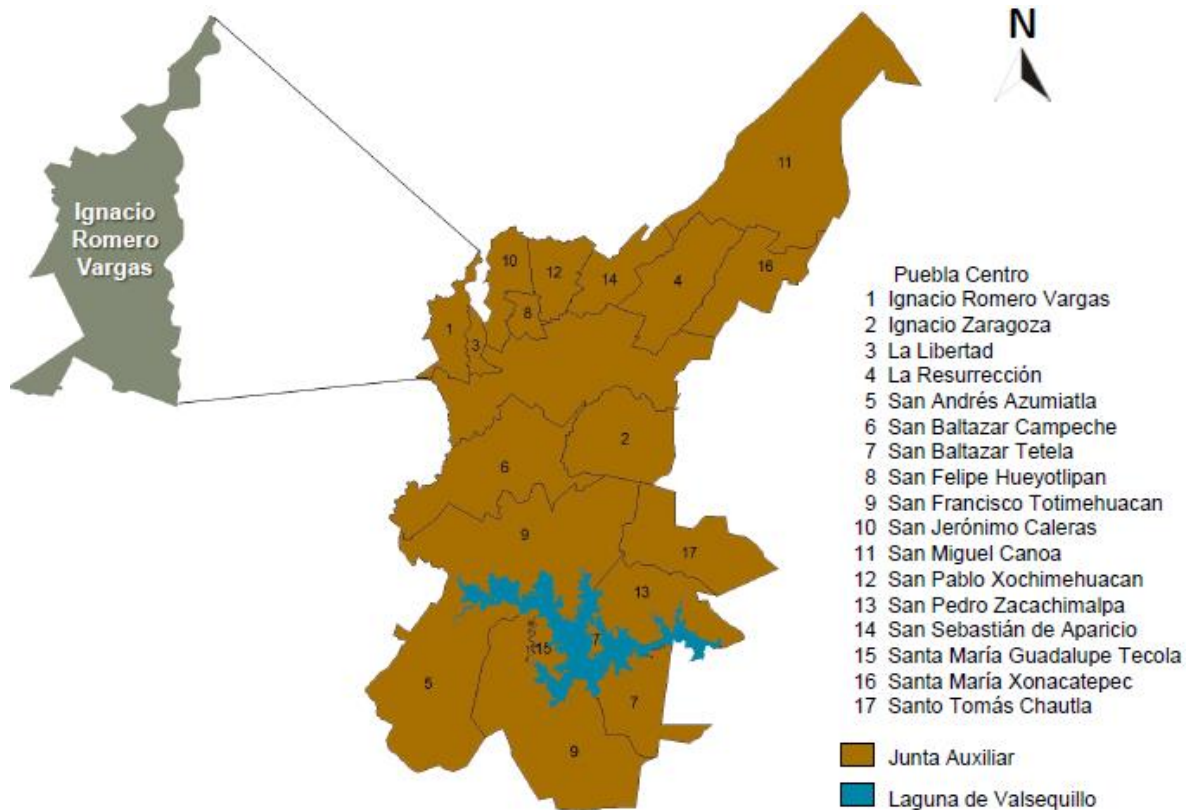 N
Ignacio
Romero
Vargas
11
10
12
14
4
16
8
1
3
2
6
9
17
13
15
7
5
7
9
Puebla Centro
1 Ignacio Romero Vargas
2 Ignacio Zaragoza
3 La Libertad
4 La Resurrección
5 San Andrés Azumiatla
6 San Baltazar Campeche
7 San Baltazar Tetela
8 San Felipe Hueyotlipan
9 San Francisco Totimehuacan
10 San Jerónimo Caleras
11 San Miguel Canoa
12 San Pablo Xochimehuacan
13 San Pedro Zacachimalpa
14 San Sebastián de Aparicio
15 Santa María Guadalupe Tecola
16 Santa María Xonacatepec
17 Santo Tomás Chautla
Junta Auxiliar
Laguna de Valsequillo